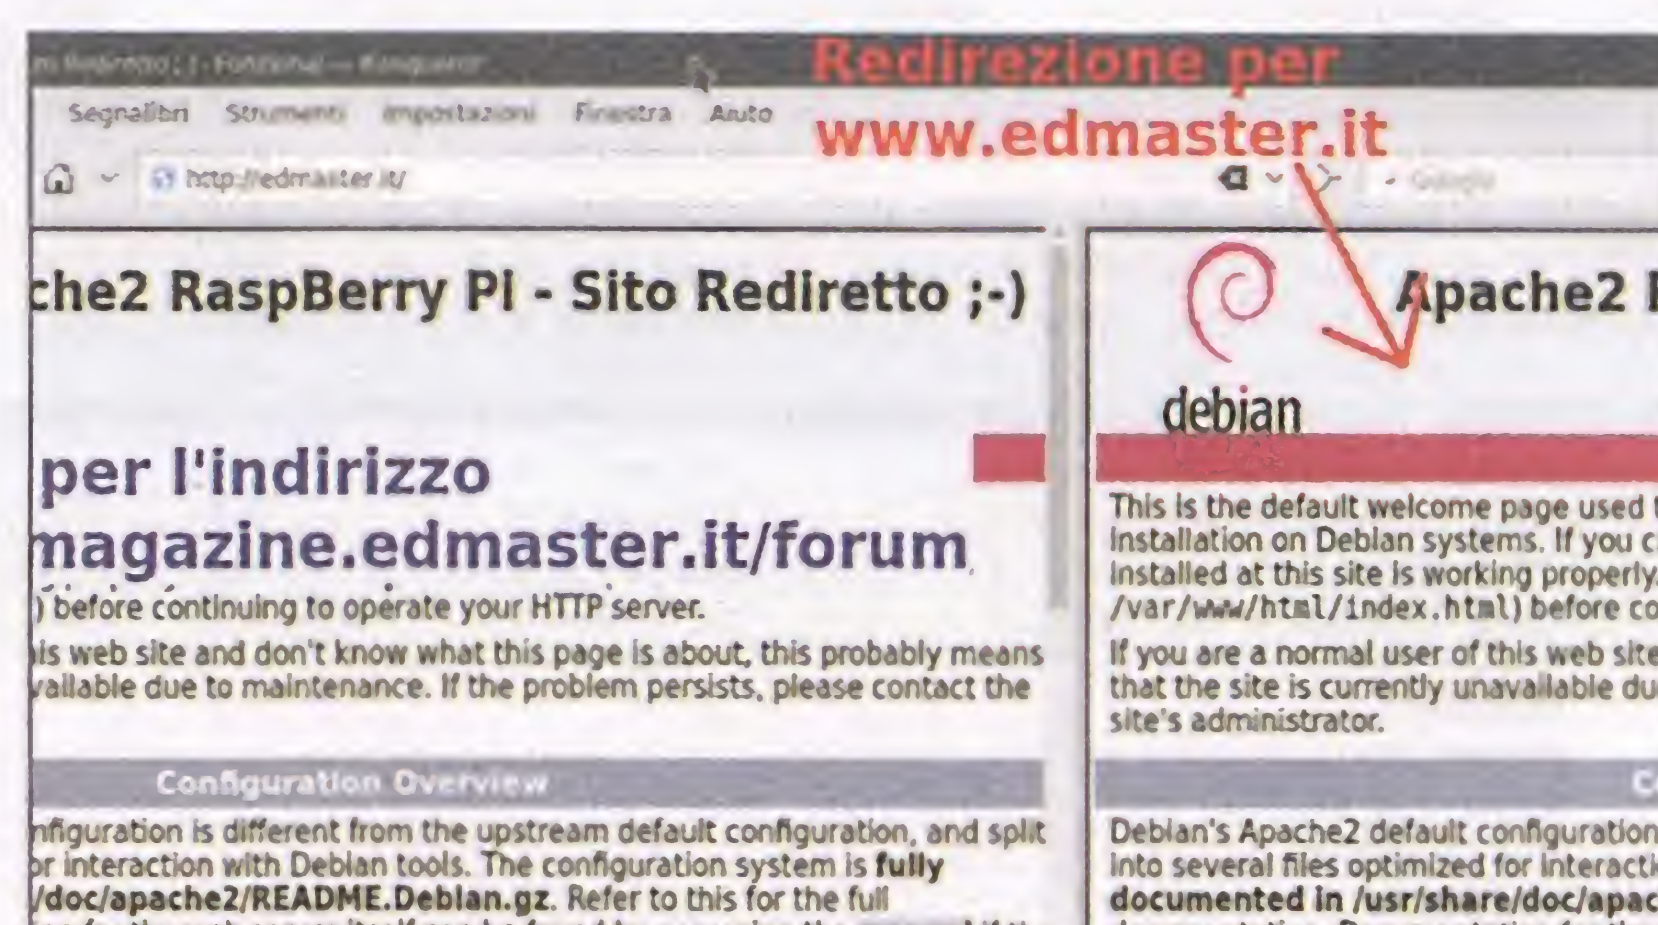 Redirezione per
www.edmaster.it
Segnalibri Strumenti Impostazioni Finestra Aiuto
http://edmaster.it/
Google
che2 RaspBerry PI - Sito Rediretto ;-)
per l'indirizzo
magazine.edmaster.it/forum
) before continuing to operate your HTTP server.
is web site and don't know what this page is about, this probably means
vailable due to maintenance. If the problem persists, please contact the
Configuration Overview
nfiguration is different from the upstream default configuration, and split
or interaction with Debian tools. The configuration system is fully
/doc/apache2/README.Debian.gz. Refer to this for the full
Apache2
debian
This is the default welcome page used t
installation on Debian systems. If you c
installed at this site is working properly.
/var/www/html/index.html) before co
If you are a normal user of this web site
that the site is currently unavailable du
site's administrator.
Debian's Apache2 default configuration
into several files optimized for interacti
documented in /usr/share/doc/apac